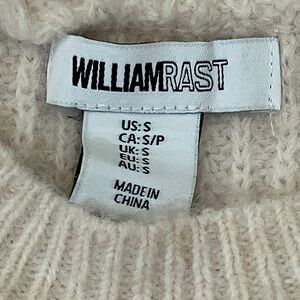 WILLIAMRAST
US: S
CA: S/P
UK: S
EU: S
AU: S
MADE IN
CHINA